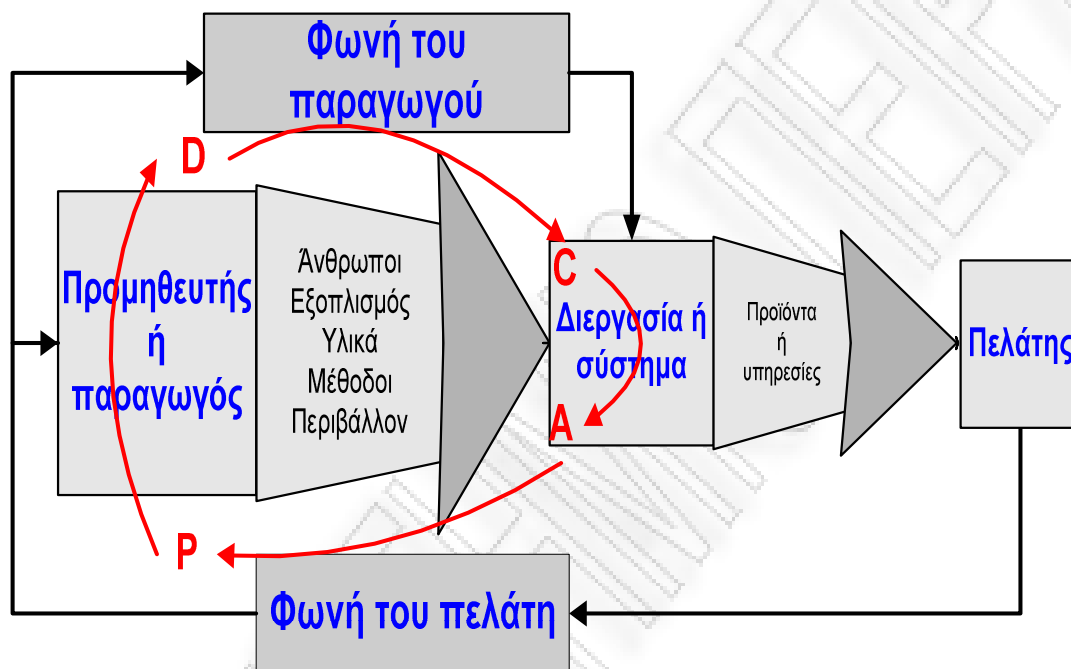 Φωνή του
παραγωγού
D
Προμηθευτής
ή
παραγωγός
Άνθρωποι
Εξοπλισμός
Υλικά
Μέθοδοι
Περιβάλλον
C
Διεργασία ή
σύστημα
A
Προϊόντα
ή
υπηρεσίες
Πελάτης
P
Φωνή του πελάτη